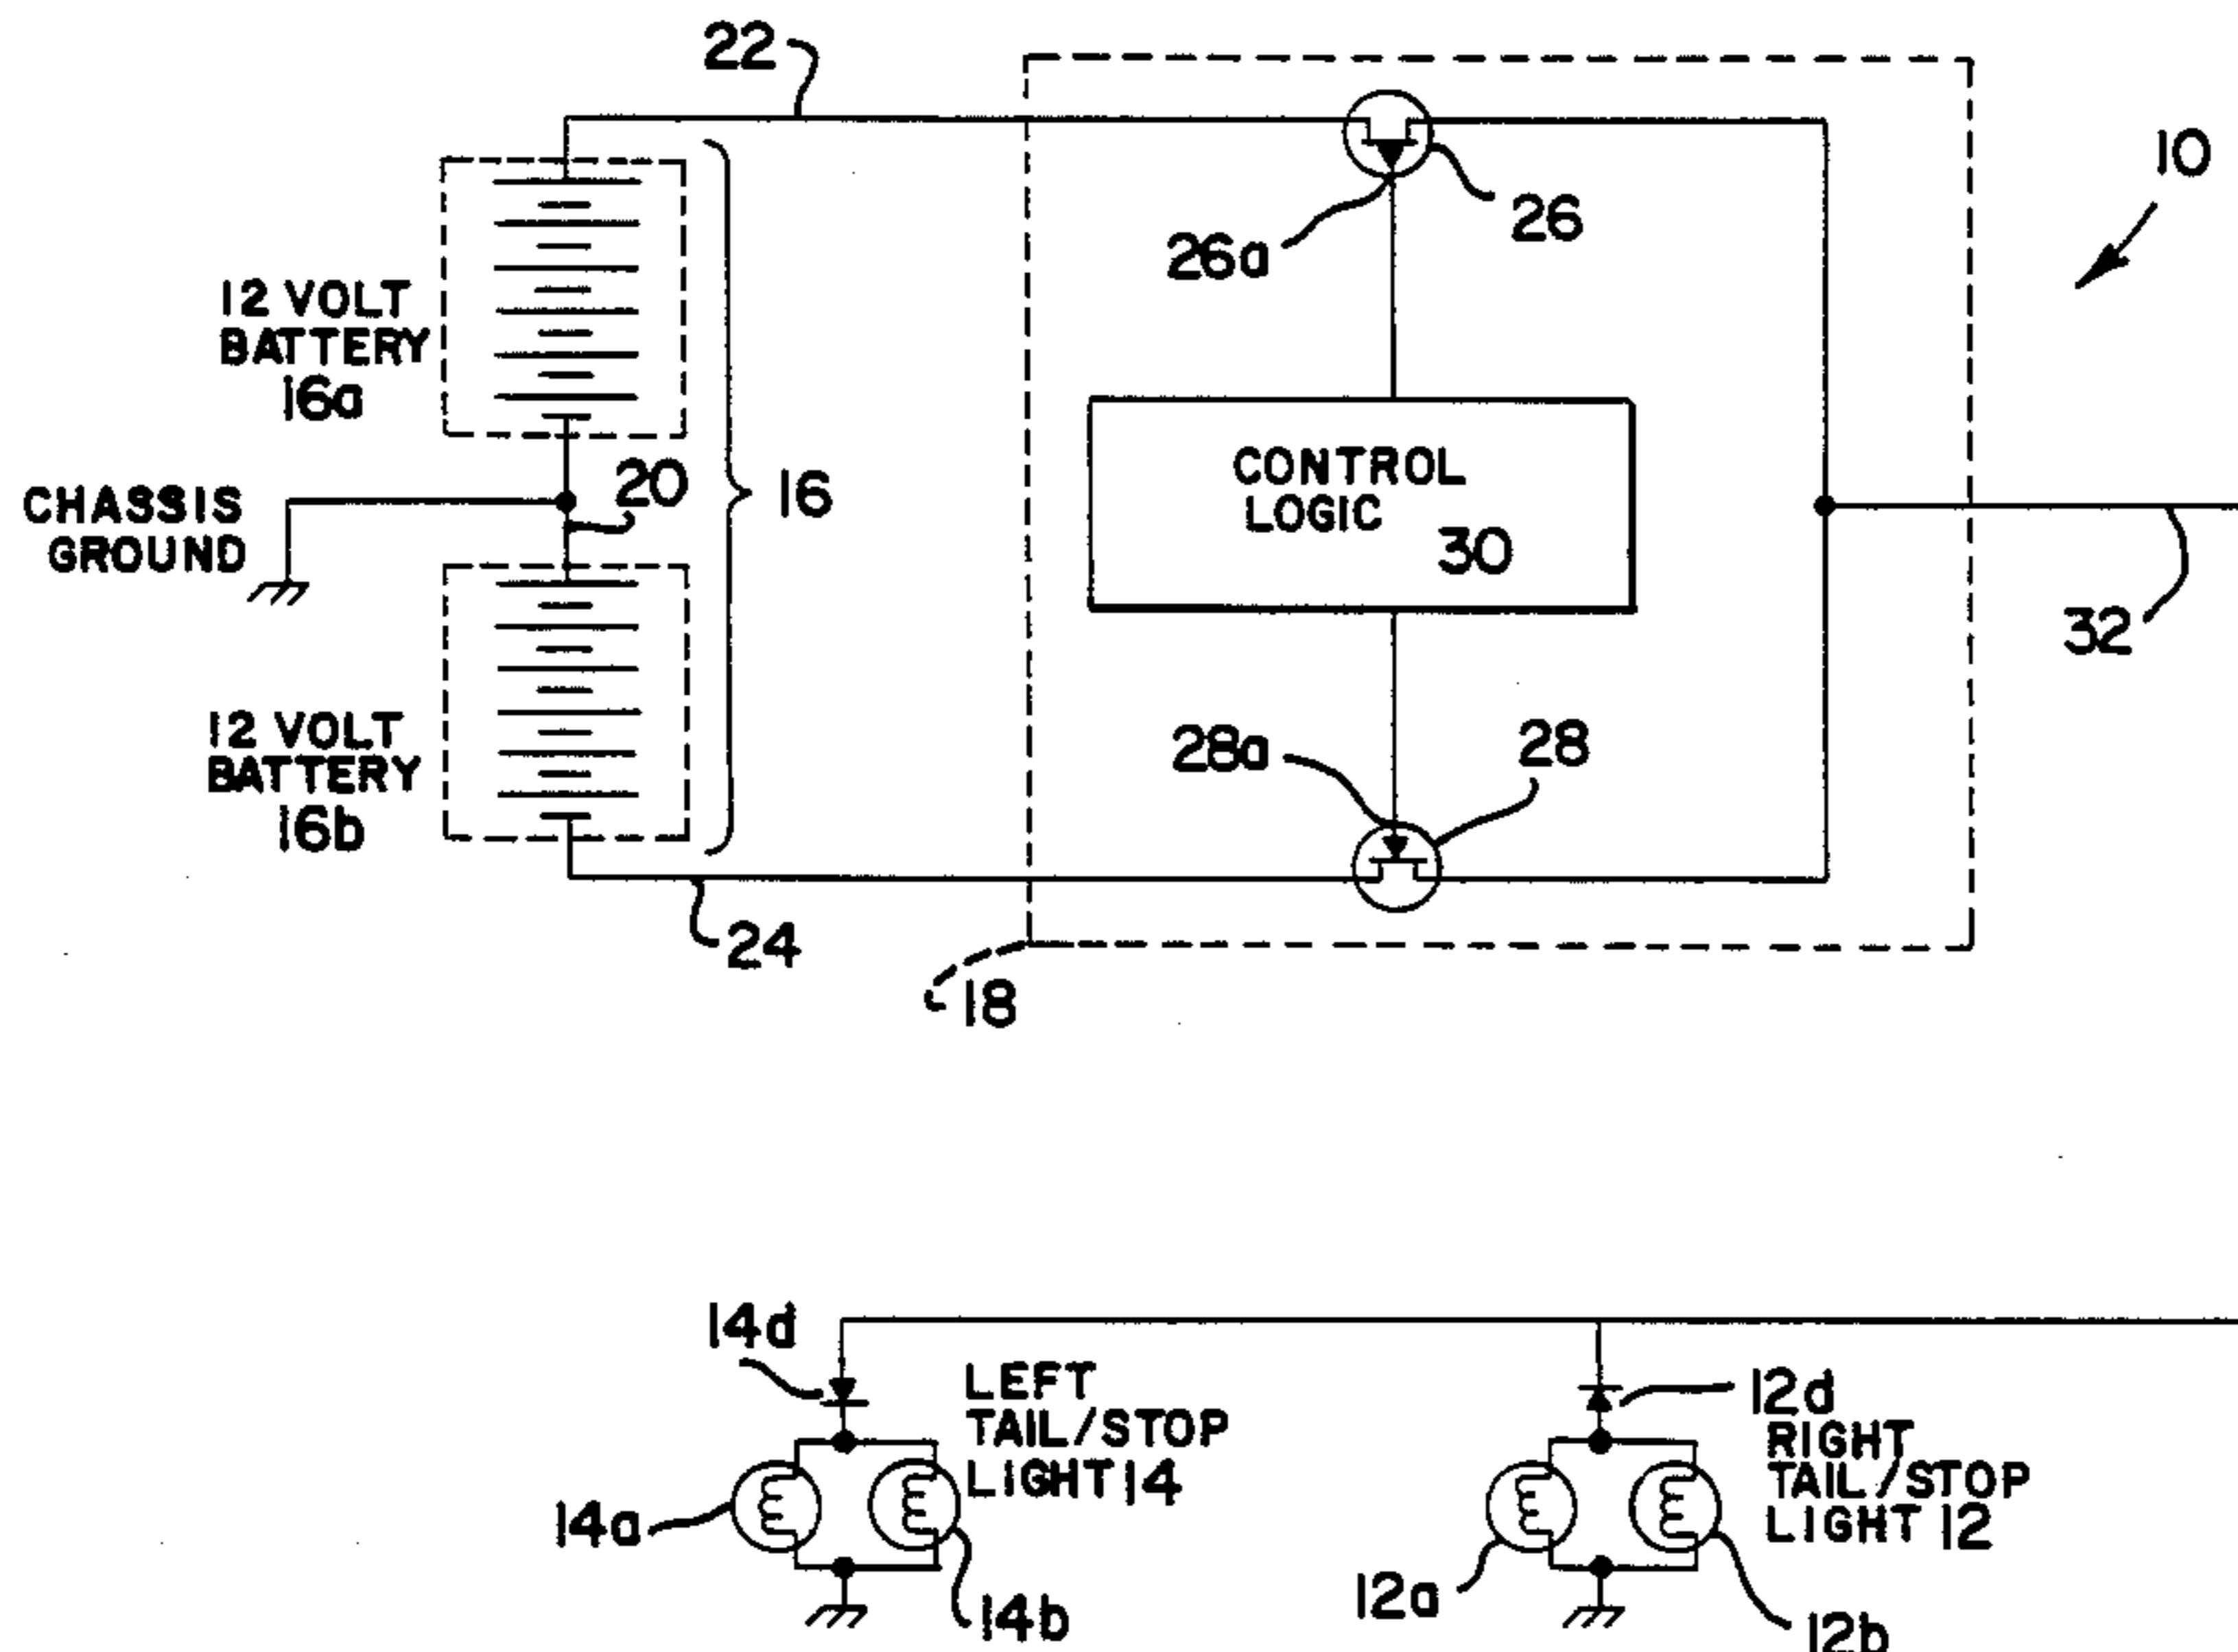 22
10
26
26a
12 VOLT
BATTERY
16a
CHASSIS
GROUND
20
16
CONTROL
LOGIC
30
32
12 VOLT
BATTERY
16b
28a
28
24
18
14d
LEFT
TAIL/STOP
LIGHT 14
14a
14b
12d
RIGHT
TAIL/STOP
LIGHT 12
12a
12b